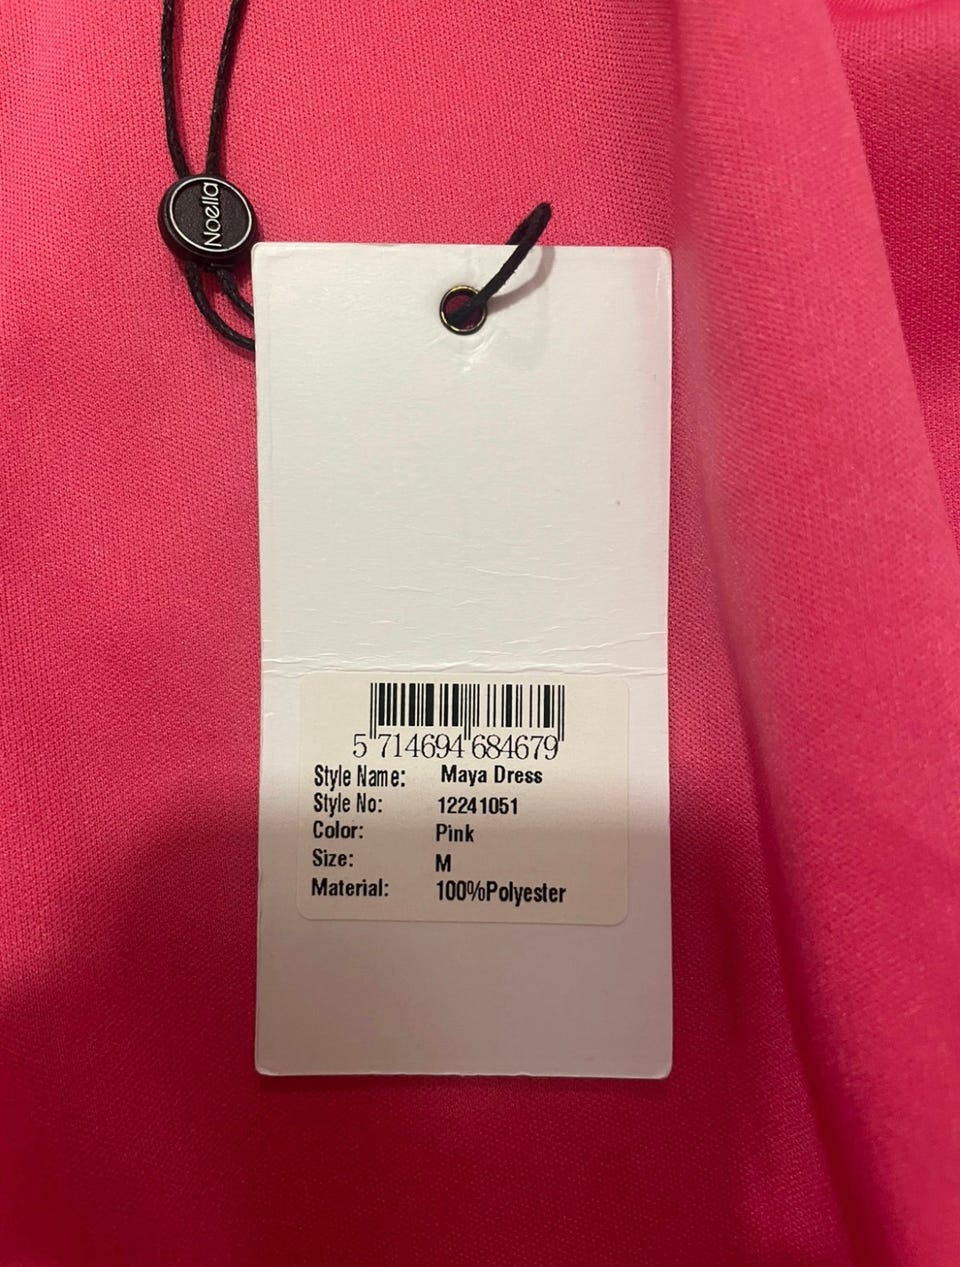 Noella
5 714694 684679
Style Name: Maya Dress
Style No: 12241051
Color: Pink
Size: M
Material: 100%Polyester